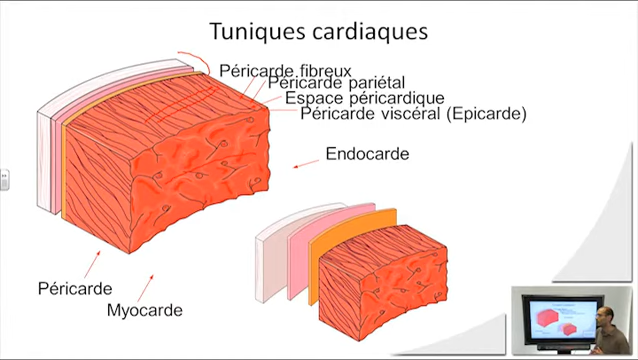 Tuniques cardiaques
Péricarde fibreux
Péricarde pariétal
Espace péricardique
Péricarde viscéral (Epicarde)
Endocarde
Péricarde
Myocarde